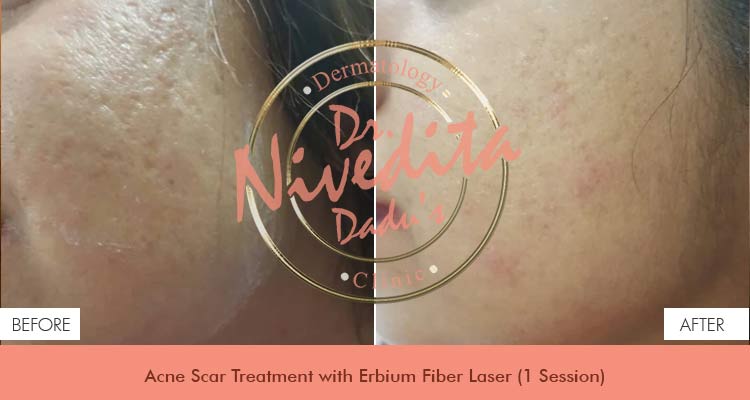 Dermatology
Dr.
Nivedita
Dadu's
Clinic
BEFORE
AFTER
Acne Scar Treatment with Erbium Fiber Laser (1 Session)